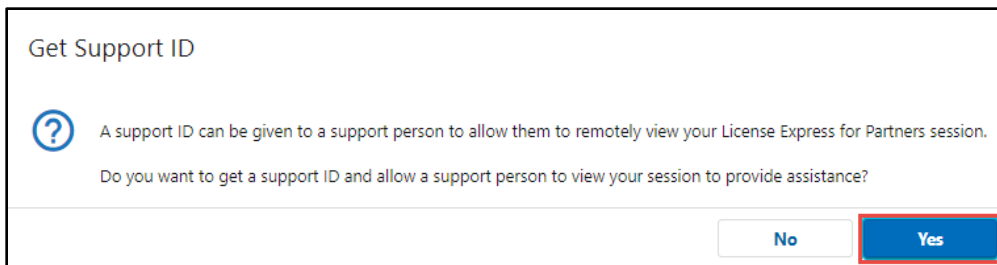 Get Support ID
A support ID can be given to a support person to allow them to remotely view your License Express for Partners session.
Do you want to get a support ID and allow a support person to view your session to provide assistance?
No Yes